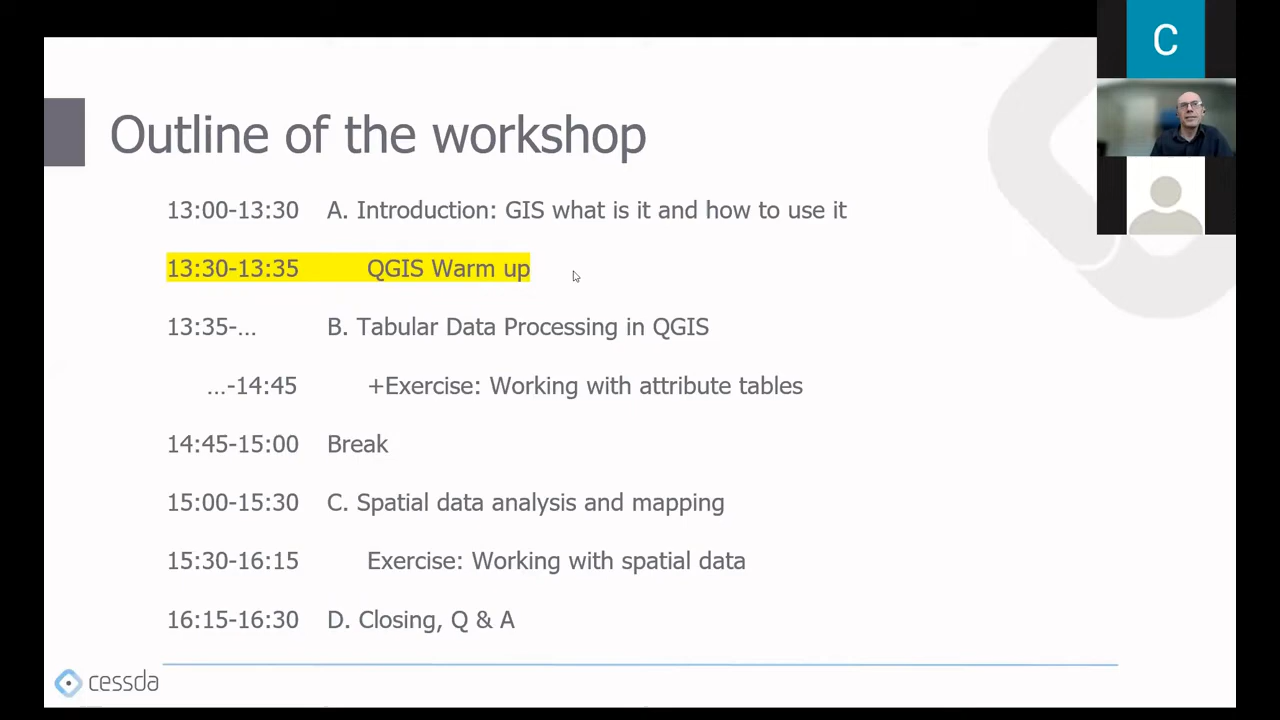 C
Outline of the workshop
13:00-13:30 A. Introduction: GIS what is it and how to use it
13:30-13:35 QGIS Warm up
13:35-… B. Tabular Data Processing in QGIS
…-14:45 +Exercise: Working with attribute tables
14:45-15:00 Break
15:00-15:30 C. Spatial data analysis and mapping
15:30-16:15 Exercise: Working with spatial data
16:15-16:30 D. Closing, Q & A
cessda